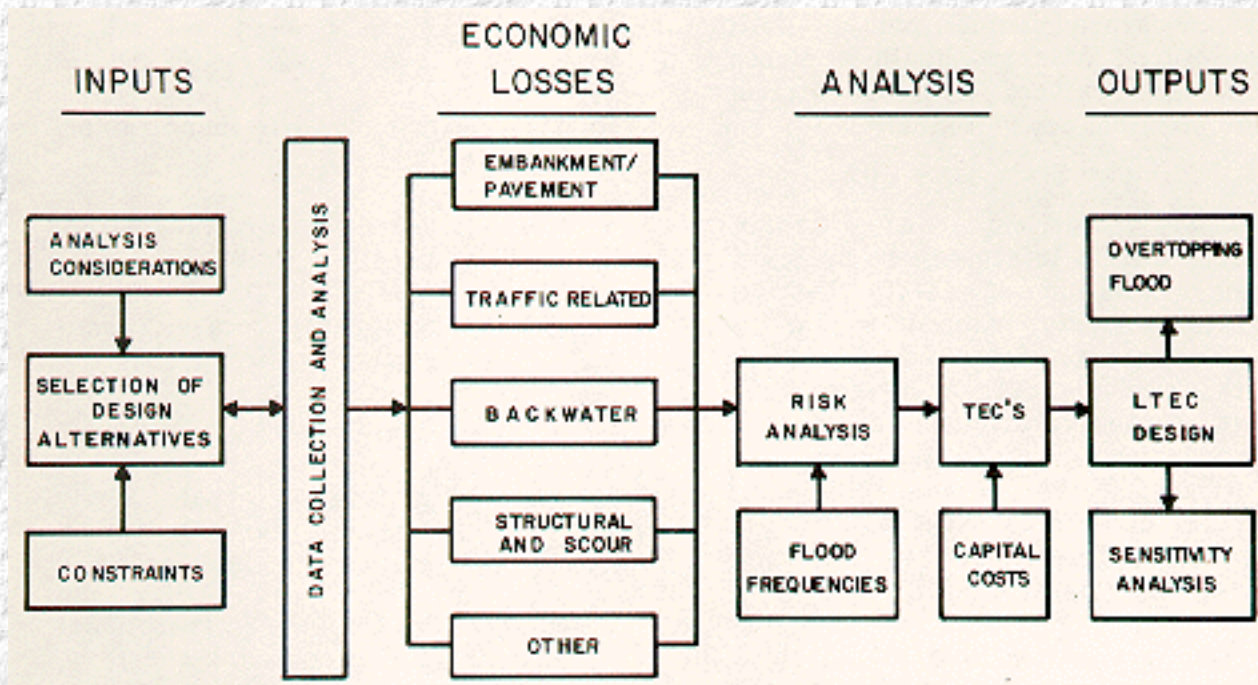 INPUTS
ECONOMIC
LOSSES
ANALYSIS
OUTPUTS
ANALYSIS
CONSIDERATIONS
SELECTION OF
DESIGN
ALTERNATIVES
CONSTRAINTS
DATA COLLECTION AND ANALYSIS
EMBANKMENT/
PAVEMENT
TRAFFIC RELATED
BACKWATER
STRUCTURAL
AND SCOUR
OTHER
RISK
ANALYSIS
FLOOD
FREQUENCIES
TEC'S
CAPITAL
COSTS
OVERTOPPING
FLOOD
LTEC
DESIGN
SENSITIVITY
ANALYSIS